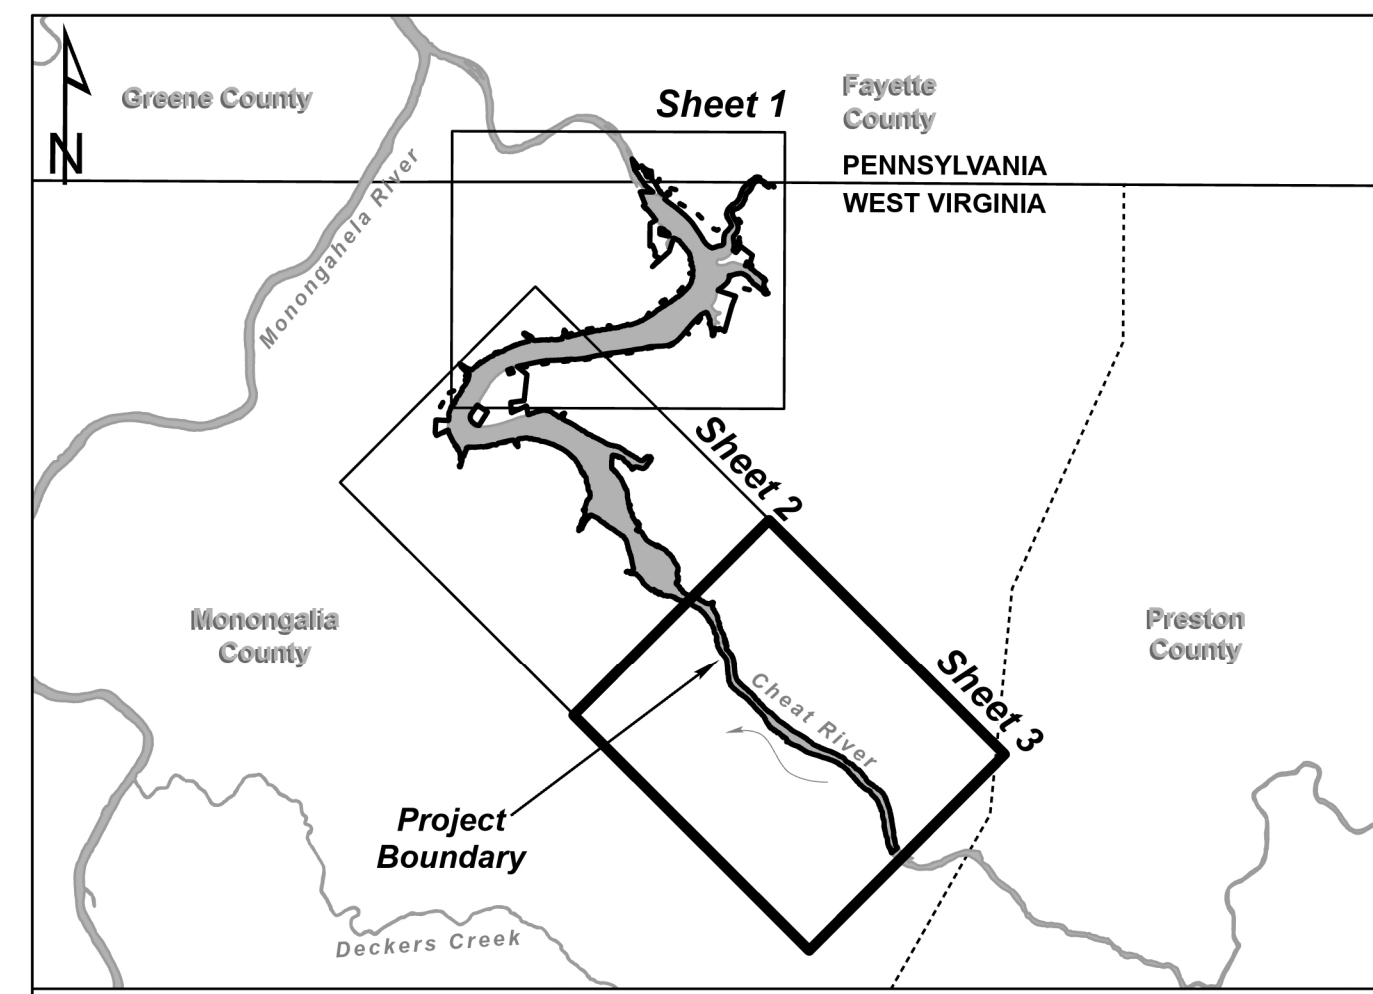 Greene County
Sheet 1
Fayette
County
N
PENNSYLVANIA
WEST VIRGINIA
Monongahela River
Sheet 2
Monongalia
County
Preston
County
Sheet 3
Cheat River
Project
Boundary
Deckers Creek